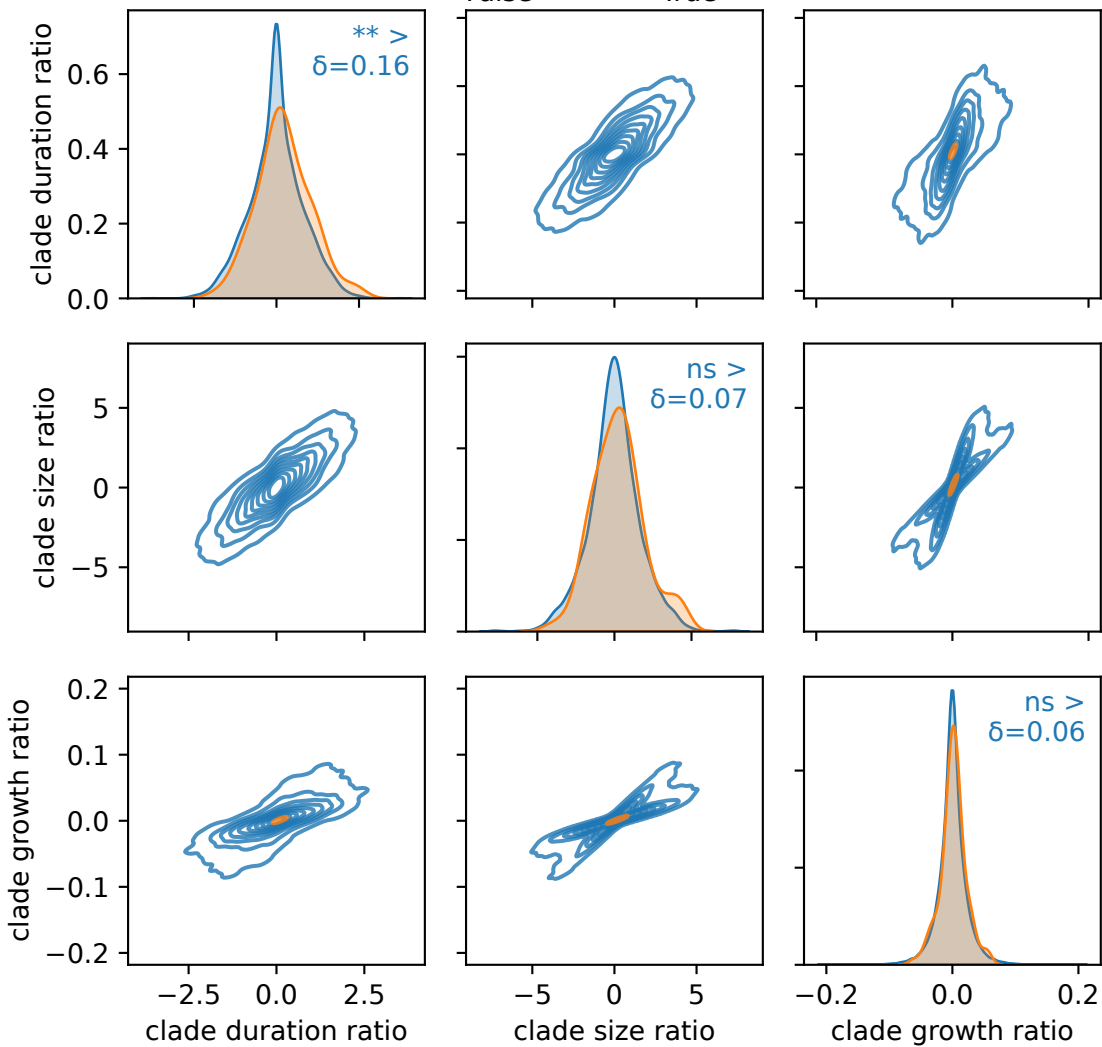 clade duration ratio
0.6
0.4
0.2
0.0
** >
δ=0.16
clade size ratio
5
0
−5
ns >
δ=0.07
clade growth ratio
0.2
0.1
0.0
−0.1
−0.2
ns >
δ=0.06
−2.5 0.0 2.5
−5 0 5
−0.2 0.0 0.2
clade duration ratio
clade size ratio
clade growth ratio